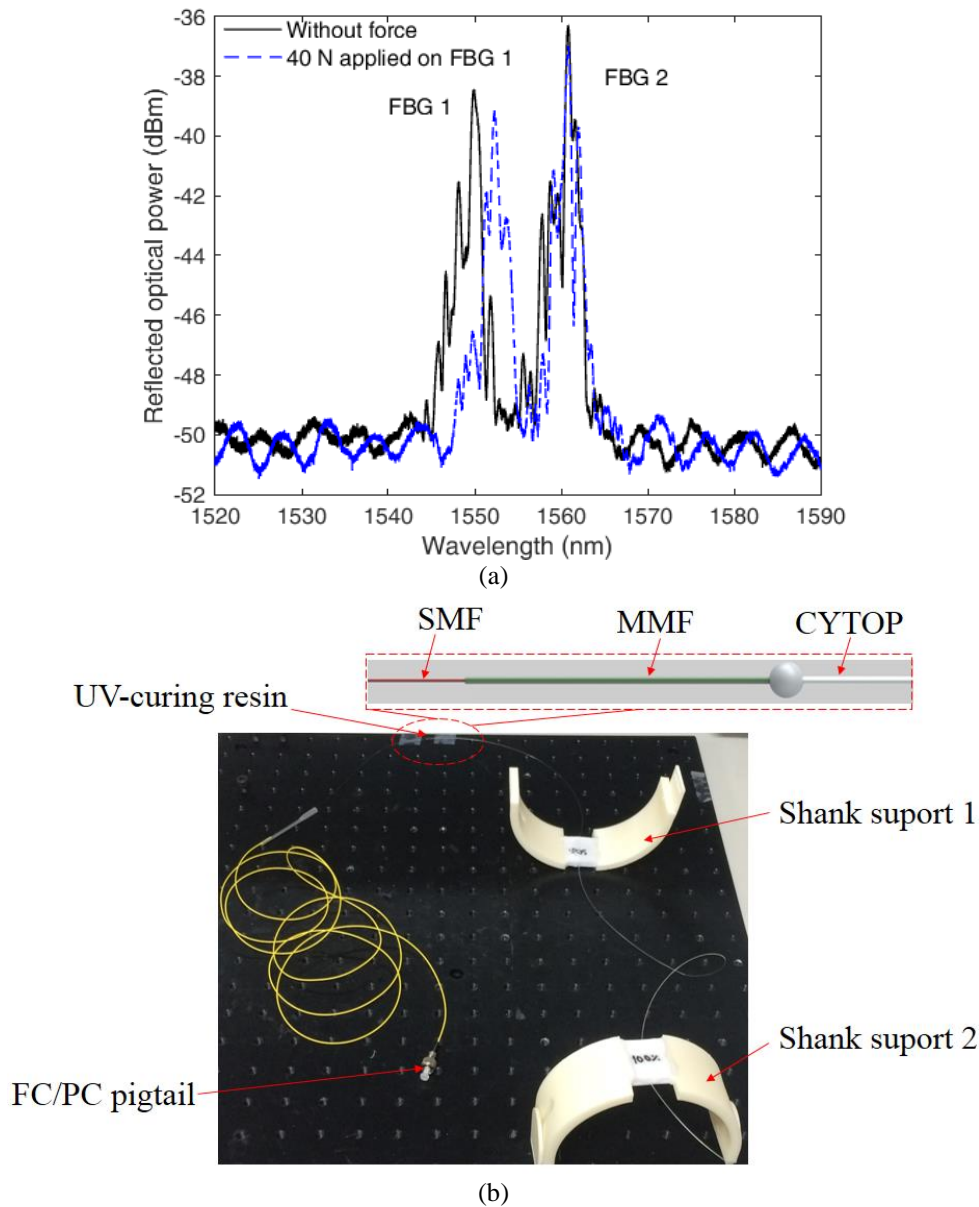 -36
-38
-40
-42
-44
-46
-48
-50
-52
Reflected optical power (dBm)
Without force
40 N applied on FBG 1
FBG 1
FBG 2
1520 1530 1540 1550 1560 1570 1580 1590
Wavelength (nm)
(a)
SMF
MMF
CYTOP
UV-curing resin
Shank suport 1
Shank suport 2
FC/PC pigtail
(b)